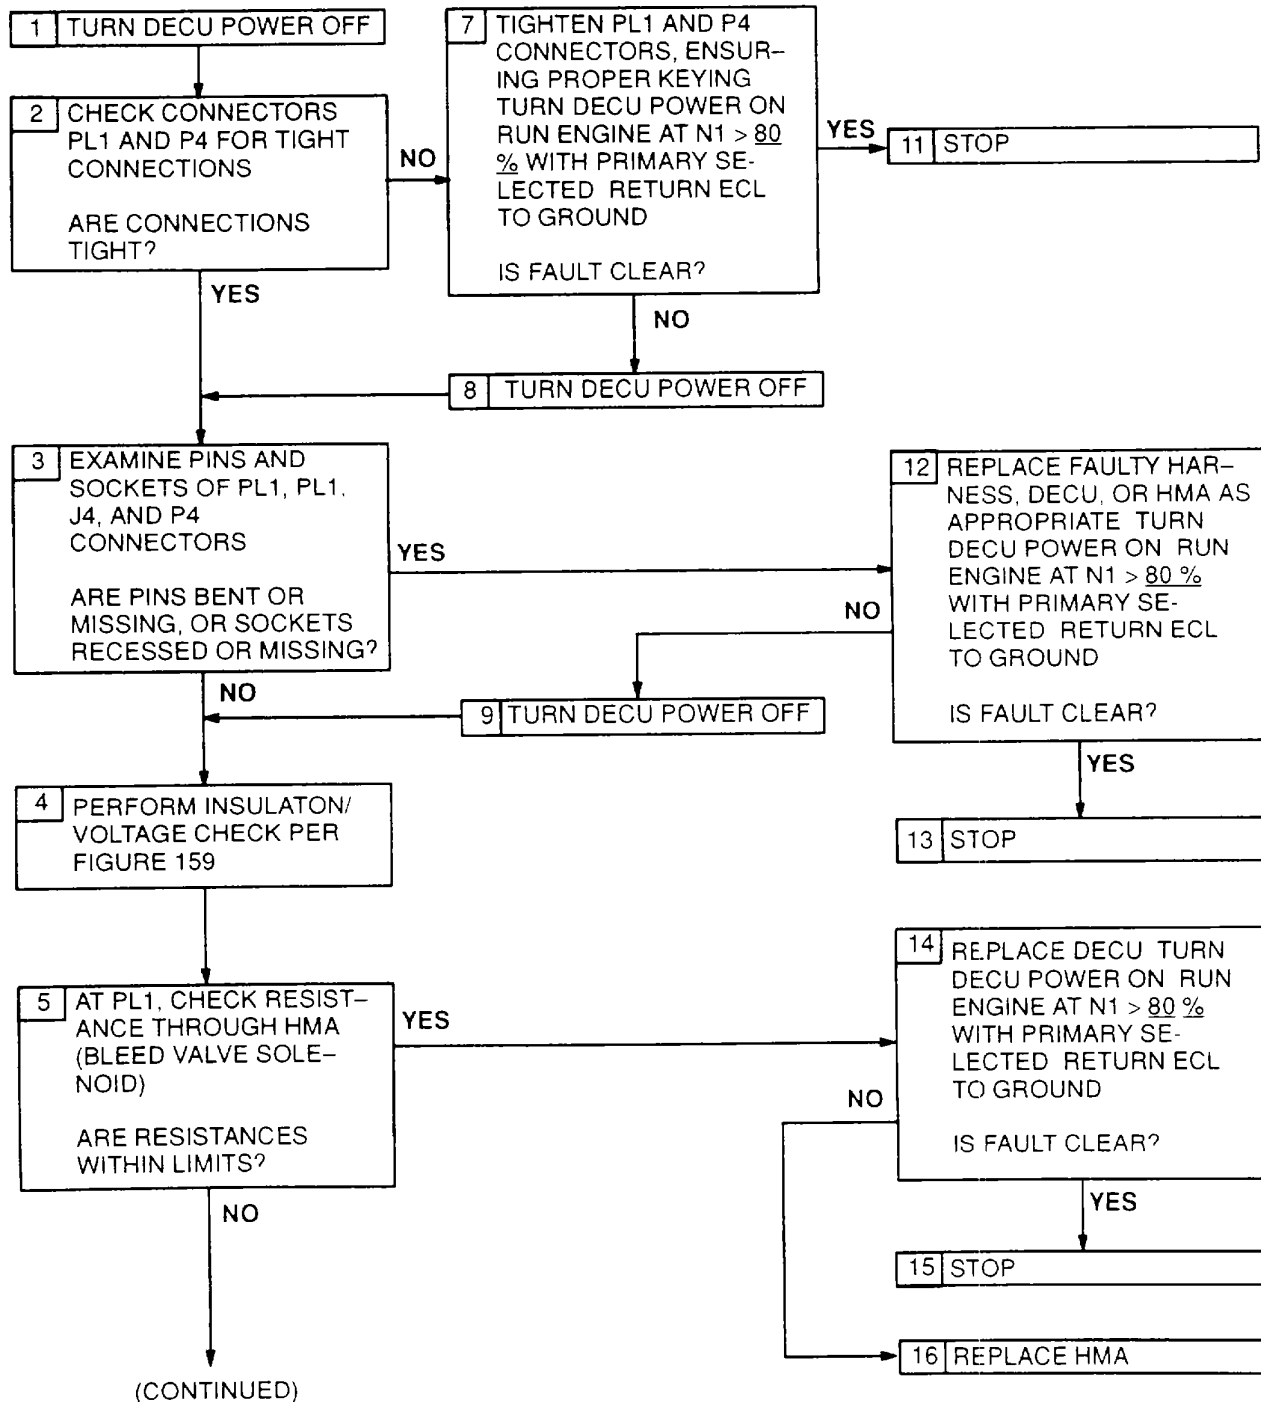 1 TURN DECU POWER OFF
2 CHECK CONNECTORS
PL1 AND P4 FOR TIGHT
CONNECTIONS
ARE CONNECTIONS
TIGHT?
NO
YES
7 TIGHTEN PL1 AND P4
CONNECTORS, ENSUR–
ING PROPER KEYING
TURN DECU POWER ON
RUN ENGINE AT N1 > 80
% WITH PRIMARY SE-
LECTED RETURN ECL
TO GROUND
IS FAULT CLEAR?
YES
NO
11 STOP
8 TURN DECU POWER OFF
3 EXAMINE PINS AND
SOCKETS OF PL1, PL1,
J4, AND P4
CONNECTORS
ARE PINS BENT OR
MISSING, OR SOCKETS
RECESSED OR MISSING?
YES
NO
12 REPLACE FAULTY HAR–
NESS, DECU, OR HMA AS
APPROPRIATE TURN
DECU POWER ON RUN
ENGINE AT N1 > 80 %
WITH PRIMARY SE-
LECTED RETURN ECL
TO GROUND
IS FAULT CLEAR?
NO
YES
9 TURN DECU POWER OFF
13 STOP
4 PERFORM INSULATON/
VOLTAGE CHECK PER
FIGURE 159
5 AT PL1, CHECK RESIST–
ANCE THROUGH HMA
(BLEED VALVE SOLE–
NOID)
ARE RESISTANCES
WITHIN LIMITS?
YES
NO
14 REPLACE DECU TURN
DECU POWER ON RUN
ENGINE AT N1 > 80 %
WITH PRIMARY SE-
LECTED RETURN ECL
TO GROUND
IS FAULT CLEAR?
NO
YES
15 STOP
16 REPLACE HMA
(CONTINUED)